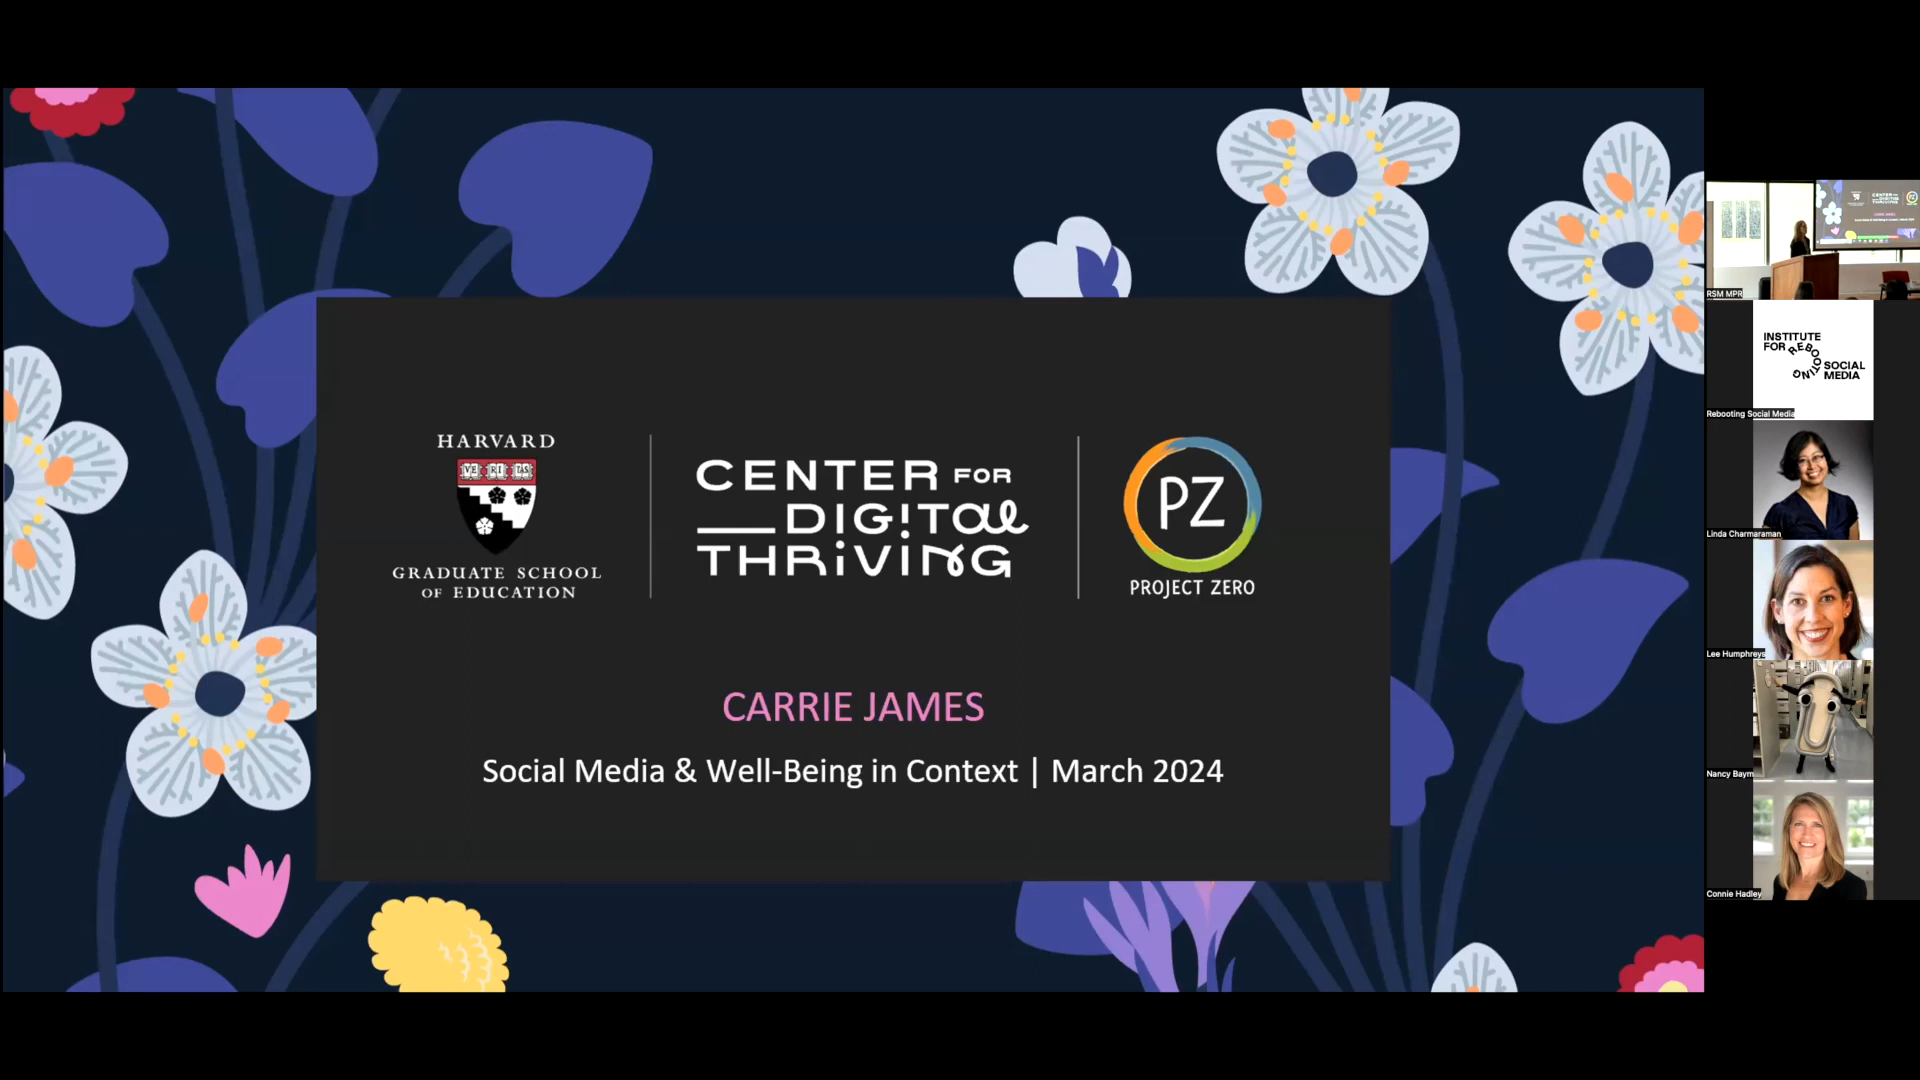 HARVARD
VE RI TAS
GRADUATE SCHOOL
OF EDUCATION
CENTER FOR
DIGITAL
THRIVING
PZ
PROJECT ZERO
CARRIE JAMES
Social Media & Well-Being in Context | March 2024
RSM MPR
INSTITUTE
FOR REBOOTING
SOCIAL
MEDIA
Rebooting Social Media
Linda Charmaraman
Lee Humphreys
Nancy Baym
Connie Hadley